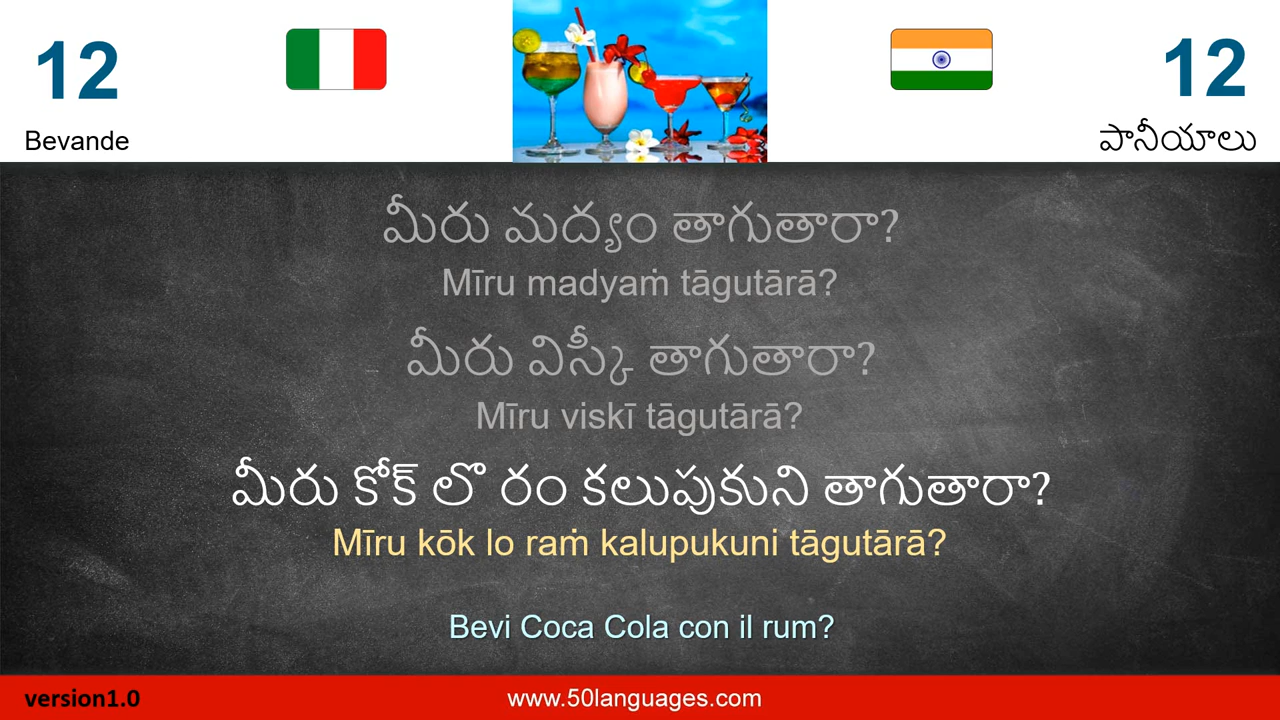 12
12
Bevande
పానీయాలు
మీరు మద్యం తాగుతారా?
Mīru madyaṁ tāgutārā?
మీరు విస్కీ తాగుతారా?
Mīru viskī tāgutārā?
మీరు కోక్ లొ రం కలుపుకుని తాగుతారా?
Mīru kōk lo raṁ kalupukuni tāgutārā?
Bevi Coca Cola con il rum?
version1.0
www.50languages.com